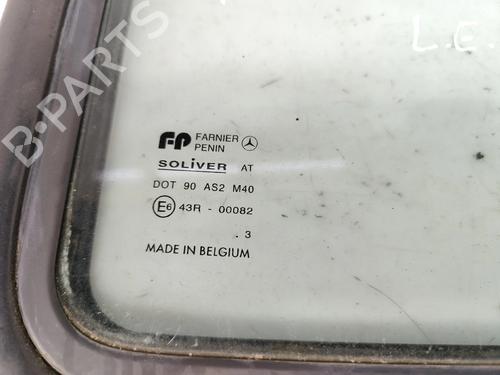 L.E.
FP FARNIER
PENIN
SOLIVER AT
DOT 90 AS2 M40
E6 43R - 00082
. 3
MADE IN BELGIUM
B-PARTS